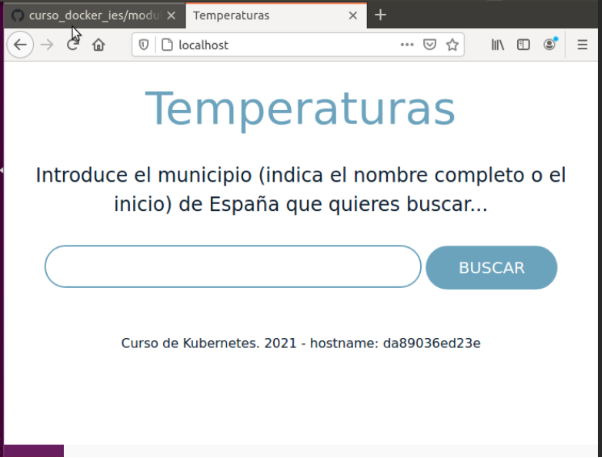 curso_docker_ies/modu
Temperaturas
localhost
Temperaturas
Introduce el municipio (indica el nombre completo o el
inicio) de España que quieres buscar...
BUSCAR
Curso de Kubernetes. 2021 - hostname: da89036ed23e